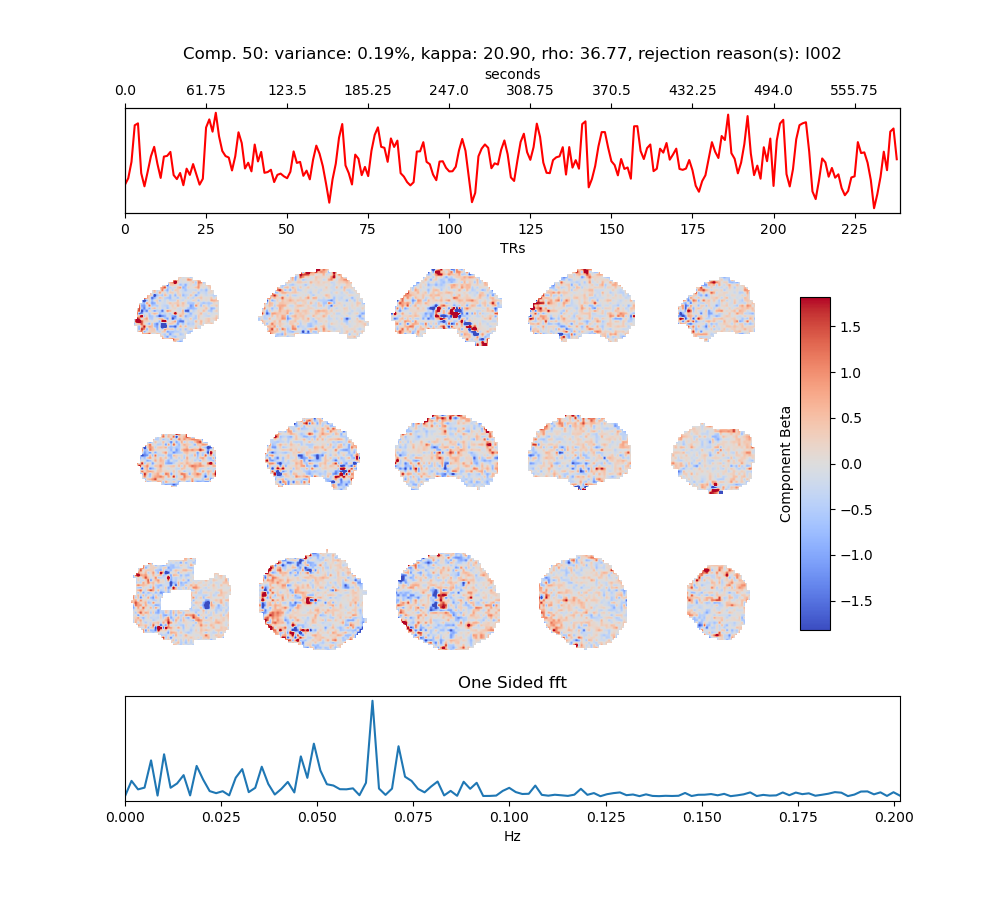 Comp. 50: variance: 0.19%, kappa: 20.90, rho: 36.77, rejection reason(s): I002
seconds
0.0 61.75 123.5 185.25 247.0 308.75 370.5 432.25 494.0 555.75
0 25 50 75 100 125 150 175 200 225
TRs
1.5
1.0
0.5
0.0
−0.5
−1.0
−1.5
Component Beta
One Sided fft
0.000 0.025 0.050 0.075 0.100 0.125 0.150 0.175 0.200
Hz